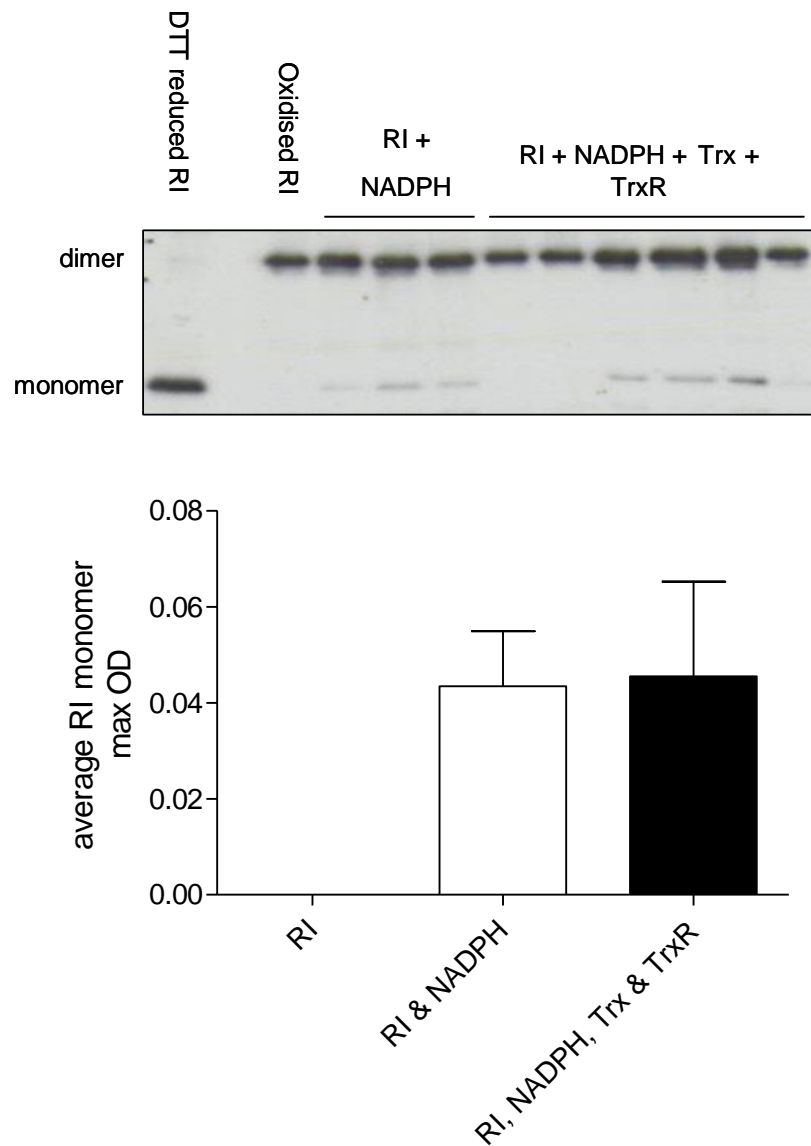 DTT reduced RI
Oxidised RI
RI +
NADPH
RI + NADPH + Trx +
TrxR
dimer
monomer
0.08
0.06
0.04
0.02
0.00
average RI monomer
max OD
RI
RI & NADPH
RI, NADPH, Trx & TrxR